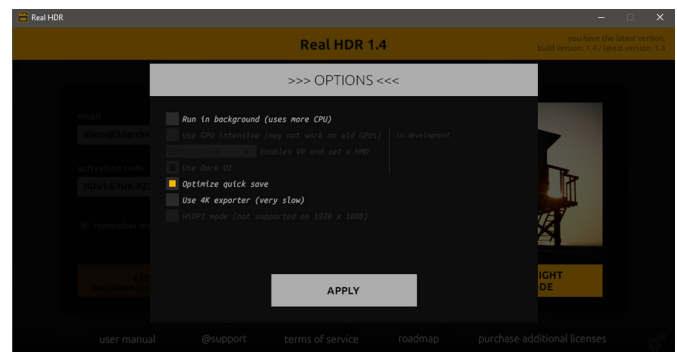 Real HDR
Real HDR 1.4
you have the latest version,
build version: 1.4 / latest version: 1.4
>>> OPTIONS <<<
Run in background (uses more CPU)
Use GPU intensive (may not work on old GPUs)
in development
Enables VR and set a HMD
Use Dark UI
Optimize quick save
Use 4K exporter (very slow)
HiDPI mode (not supported on 1920 x 1080)
APPLY
email
activation code
remember me
IGHT
DE
user manual
@support
terms of service
roadmap
purchase additional licenses